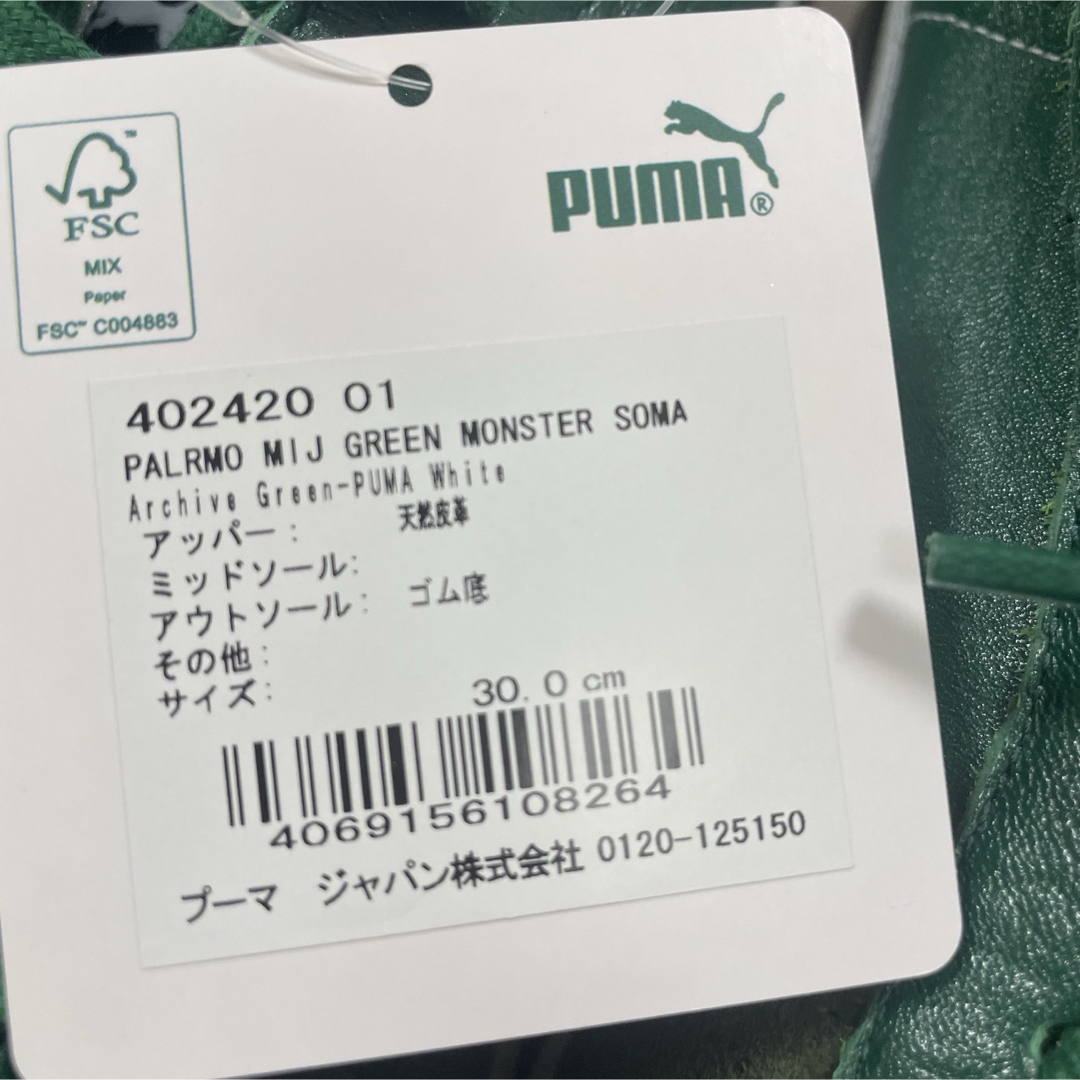 FSC™
MIX
Paper
FSC™ C004883
PUMA®
402420 01
PALRMO MIJ GREEN MONSTER SOMA
Archive Green-PUMA White
アッパー: 天然皮革
ミッドソール:
アウトソール: ゴム底
その他:
サイズ: 30.0 cm
4069156108264
プーマ ジャパン株式会社 0120-125150